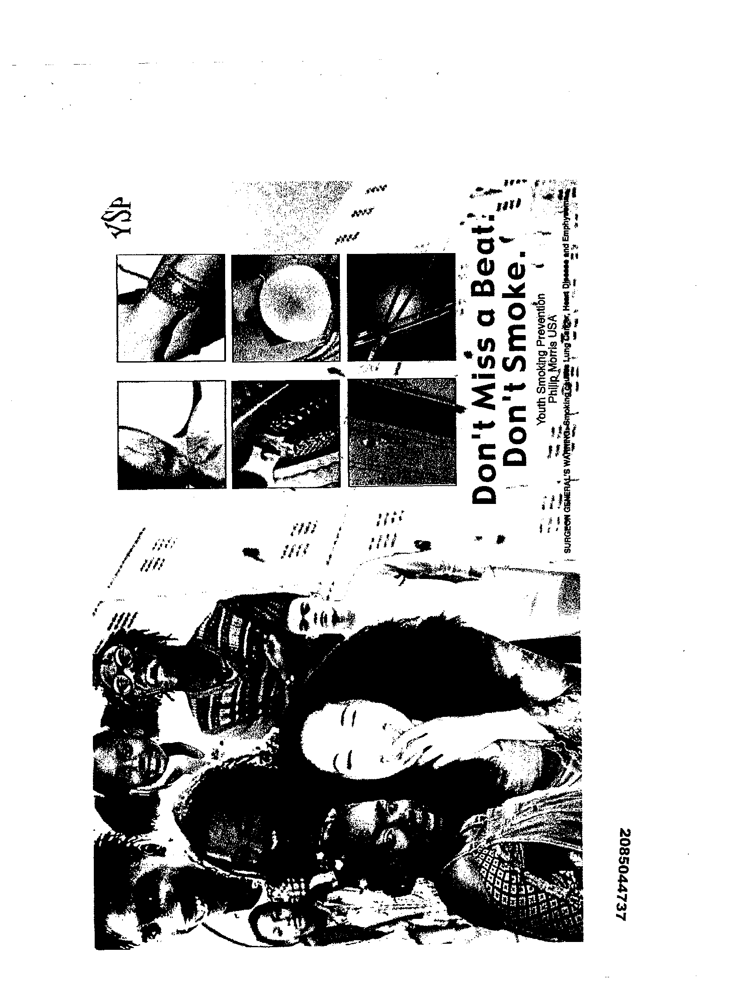 YSP
Don't Miss a Beat.
Don't Smoke.
Youth Smoking Prevention
Philip Morris USA
SURGEON GENERAL'S WARNING: Smoking Causes Lung Cancer, Heart Disease and Emphysema
2085044737